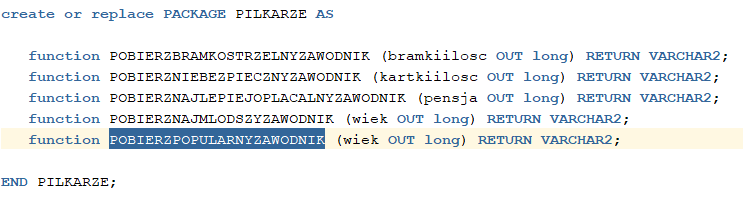 create or replace PACKAGE PILKARZE AS
function POBIERZBRAMKOSTRZELNYZAWODNIK (bramkiilosc OUT long) RETURN VARCHAR2;
function POBIERZNIEBEZPIECZNYZAWODNIK (kartkiilosc OUT long) RETURN VARCHAR2;
function POBIERZNAJLEPIEJOPLACALNYZAWODNIK (pensja OUT long) RETURN VARCHAR2;
function POBIERZNAJMLODSZYZAWODNIK (wiek OUT long) RETURN VARCHAR2;
function POBIERZPOPULARNYZAWODNIK (wiek OUT long) RETURN VARCHAR2;
END PILKARZE;